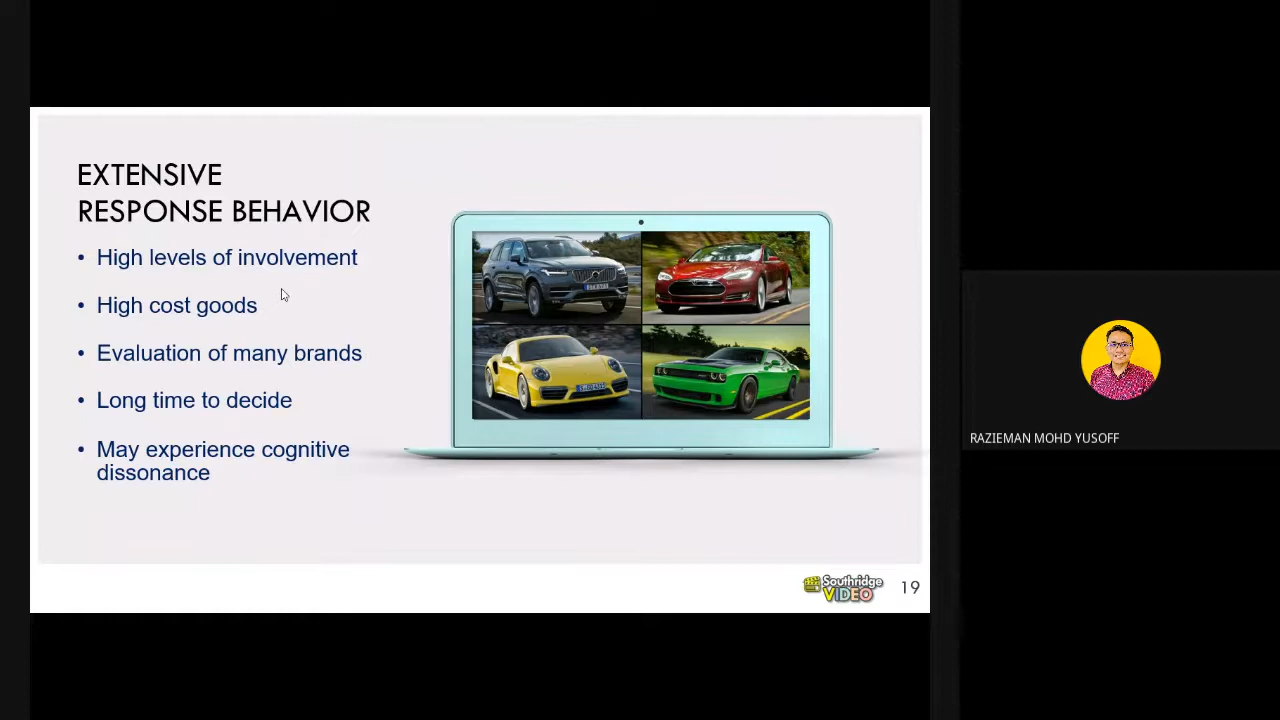 EXTENSIVE
RESPONSE BEHAVIOR
• High levels of involvement
• High cost goods
• Evaluation of many brands
• Long time to decide
• May experience cognitive
dissonance
Southridge
VIDEO
19
RAZIEMAN MOHD YUSOFF